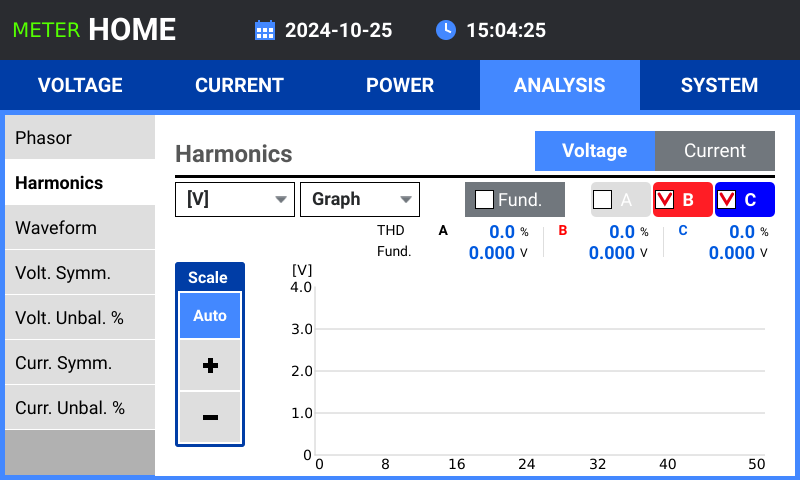 METER HOME 2024-10-25 15:04:25
VOLTAGE CURRENT POWER ANALYSIS SYSTEM
Phasor
Harmonics
Waveform
Volt. Symm.
Volt. Unbal. %
Curr. Symm.
Curr. Unbal. %
Harmonics Voltage Current
[V] Graph Fund. A B C
THD A 0.0 % B 0.0 % C 0.0 %
Fund. 0.000 V 0.000 V 0.000 V
Scale
Auto
+
−
[V]
4.0
3.0
2.0
1.0
0
0 8 16 24 32 40 50